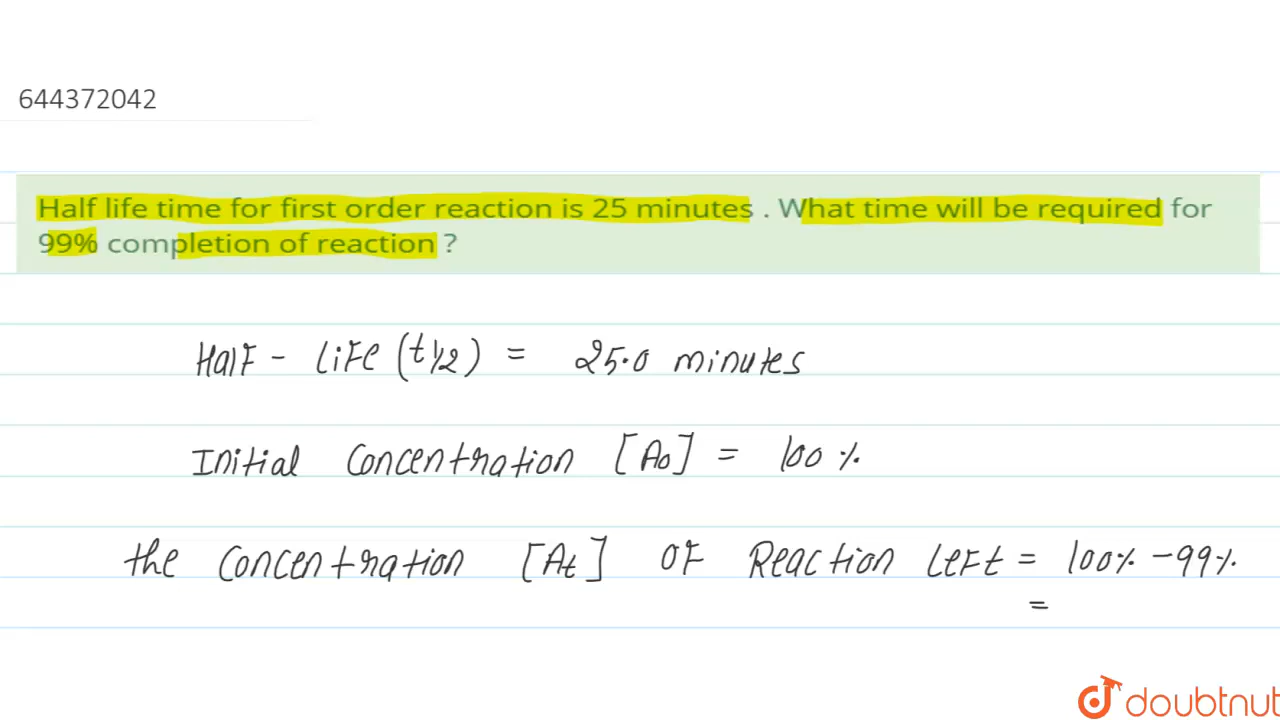 644372042
Half life time for first order reaction is 25 minutes . What time will be required for
99% completion of reaction ?
Half - Life (t1/2) = 25.0 minutes
Initial Concentration [A0] = 100 %
the Concentration [At] OF Reaction Left = 100% - 99%
=
doubtnut